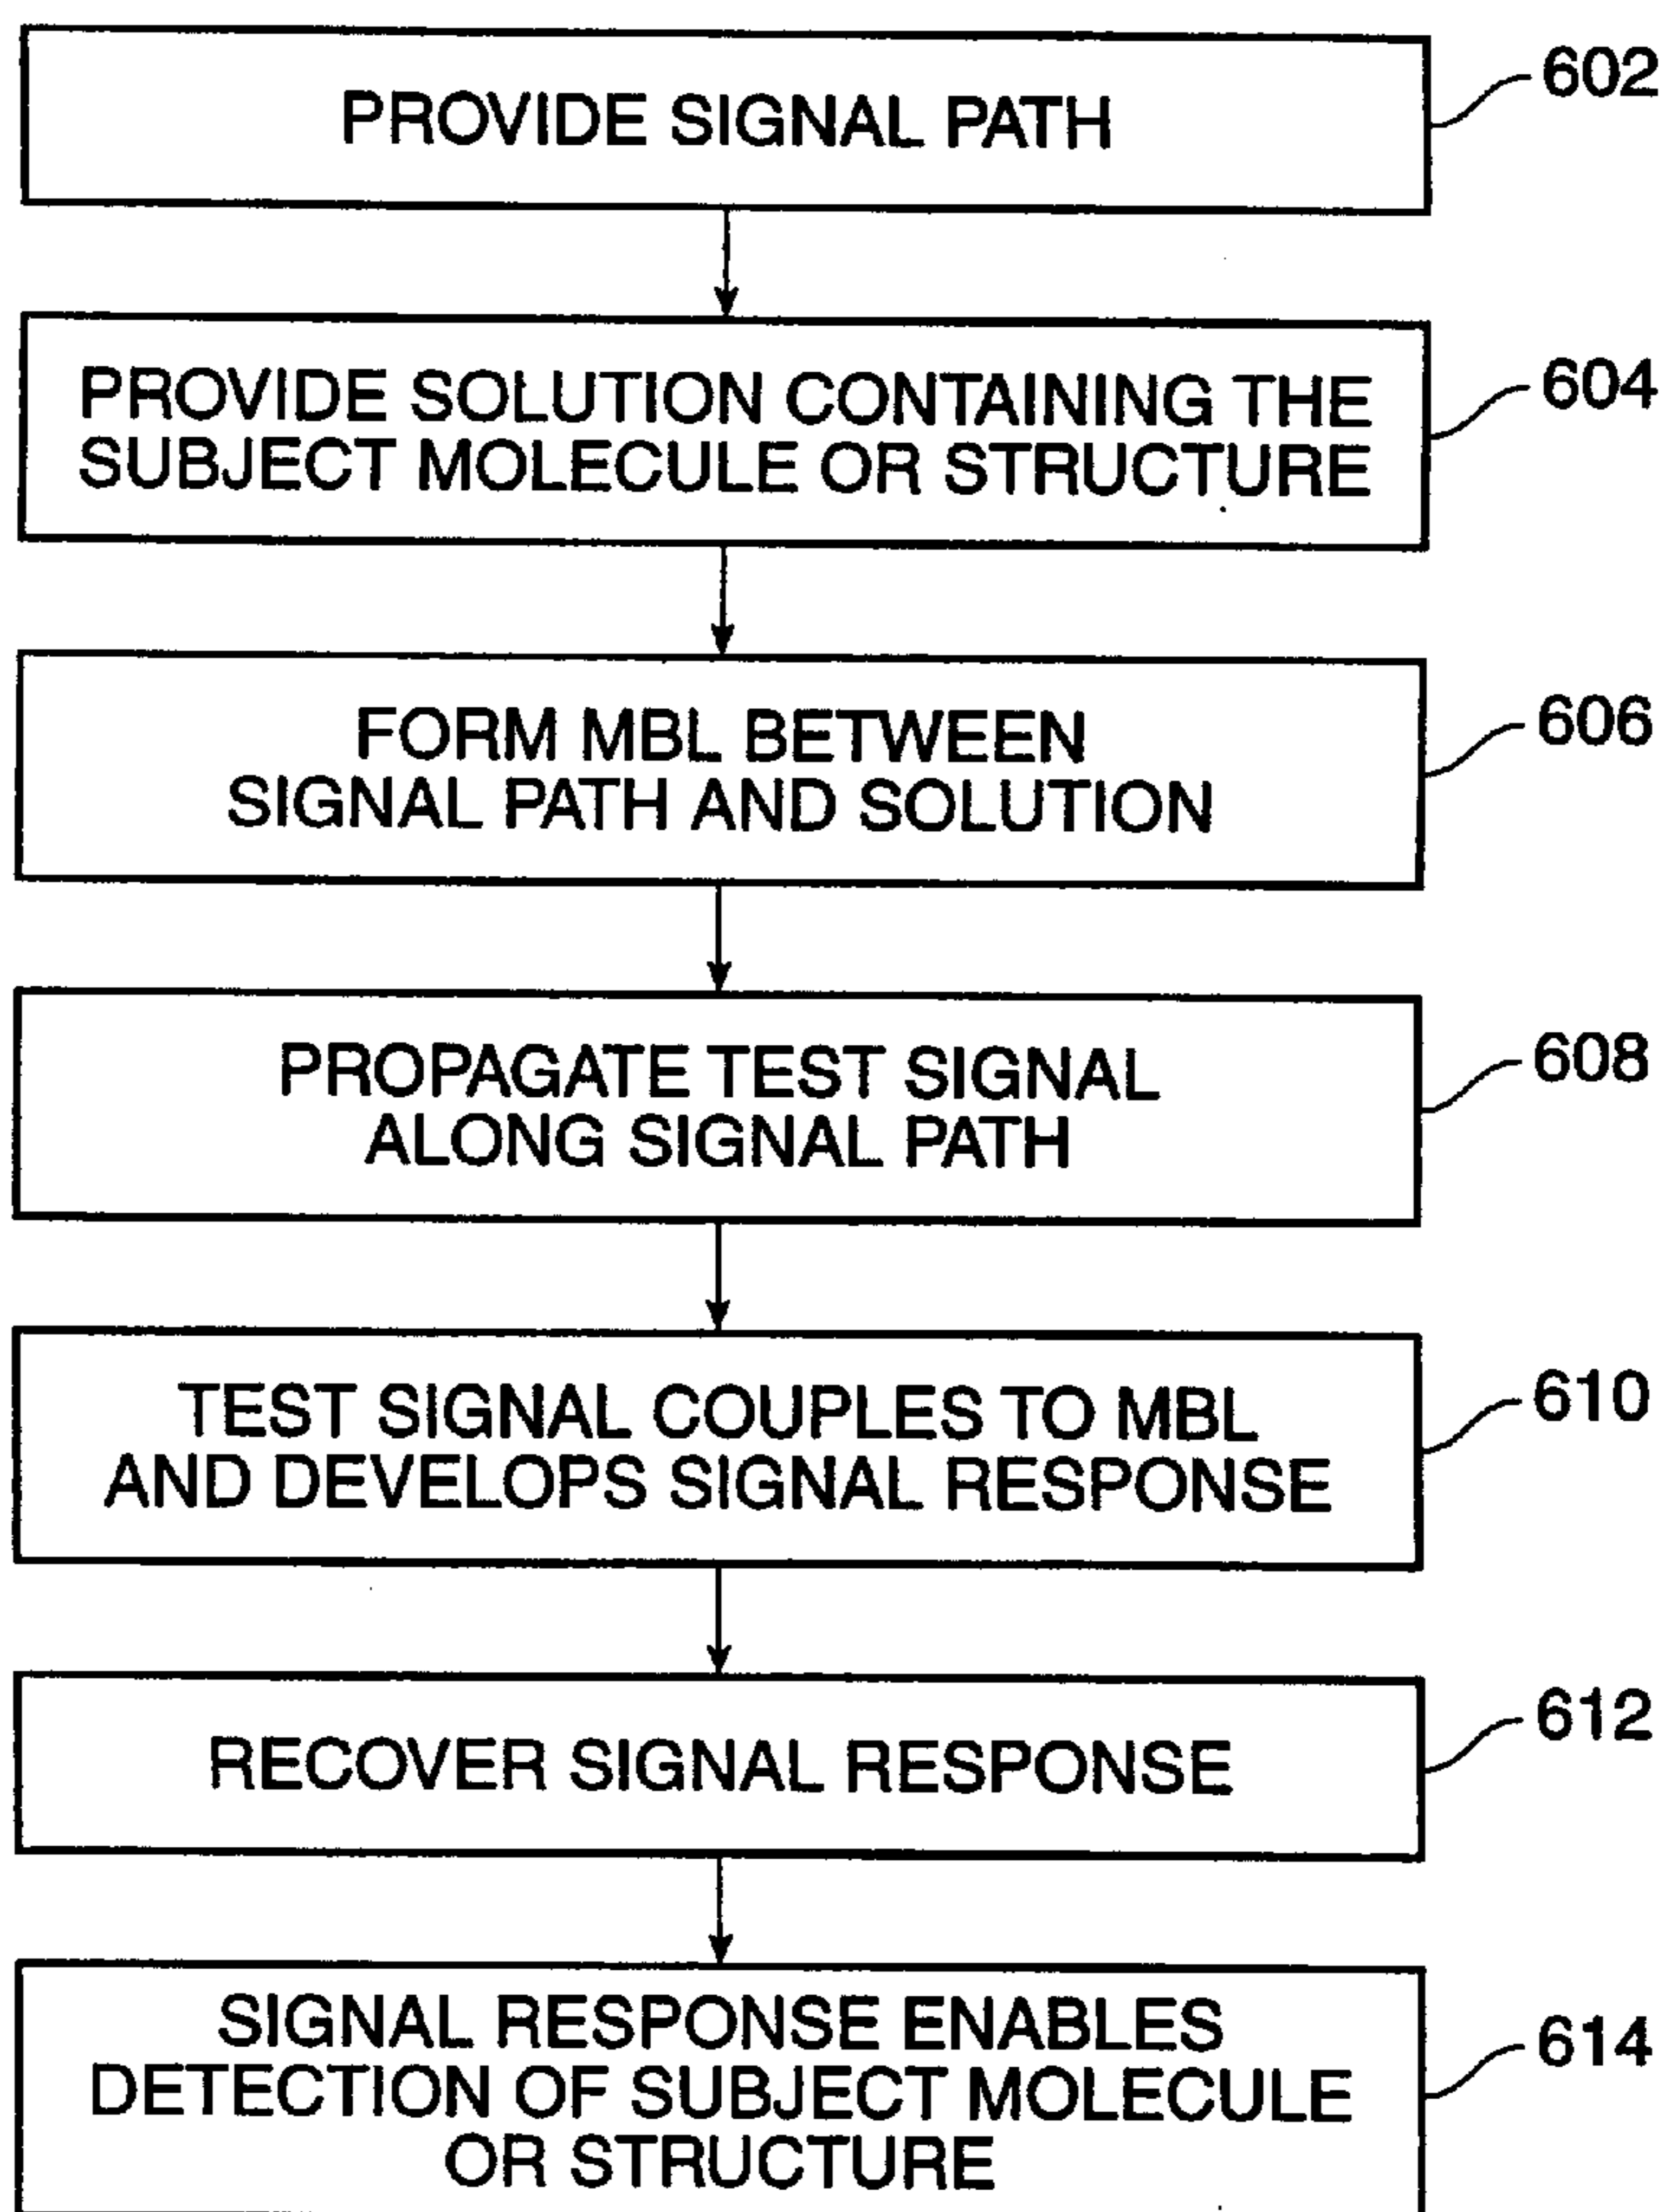 PROVIDE SIGNAL PATH
602
PROVIDE SOLUTION CONTAINING THE
SUBJECT MOLECULE OR STRUCTURE
604
FORM MBL BETWEEN
SIGNAL PATH AND SOLUTION
606
PROPAGATE TEST SIGNAL
ALONG SIGNAL PATH
608
TEST SIGNAL COUPLES TO MBL
AND DEVELOPS SIGNAL RESPONSE
610
RECOVER SIGNAL RESPONSE
612
SIGNAL RESPONSE ENABLES
DETECTION OF SUBJECT MOLECULE
OR STRUCTURE
614